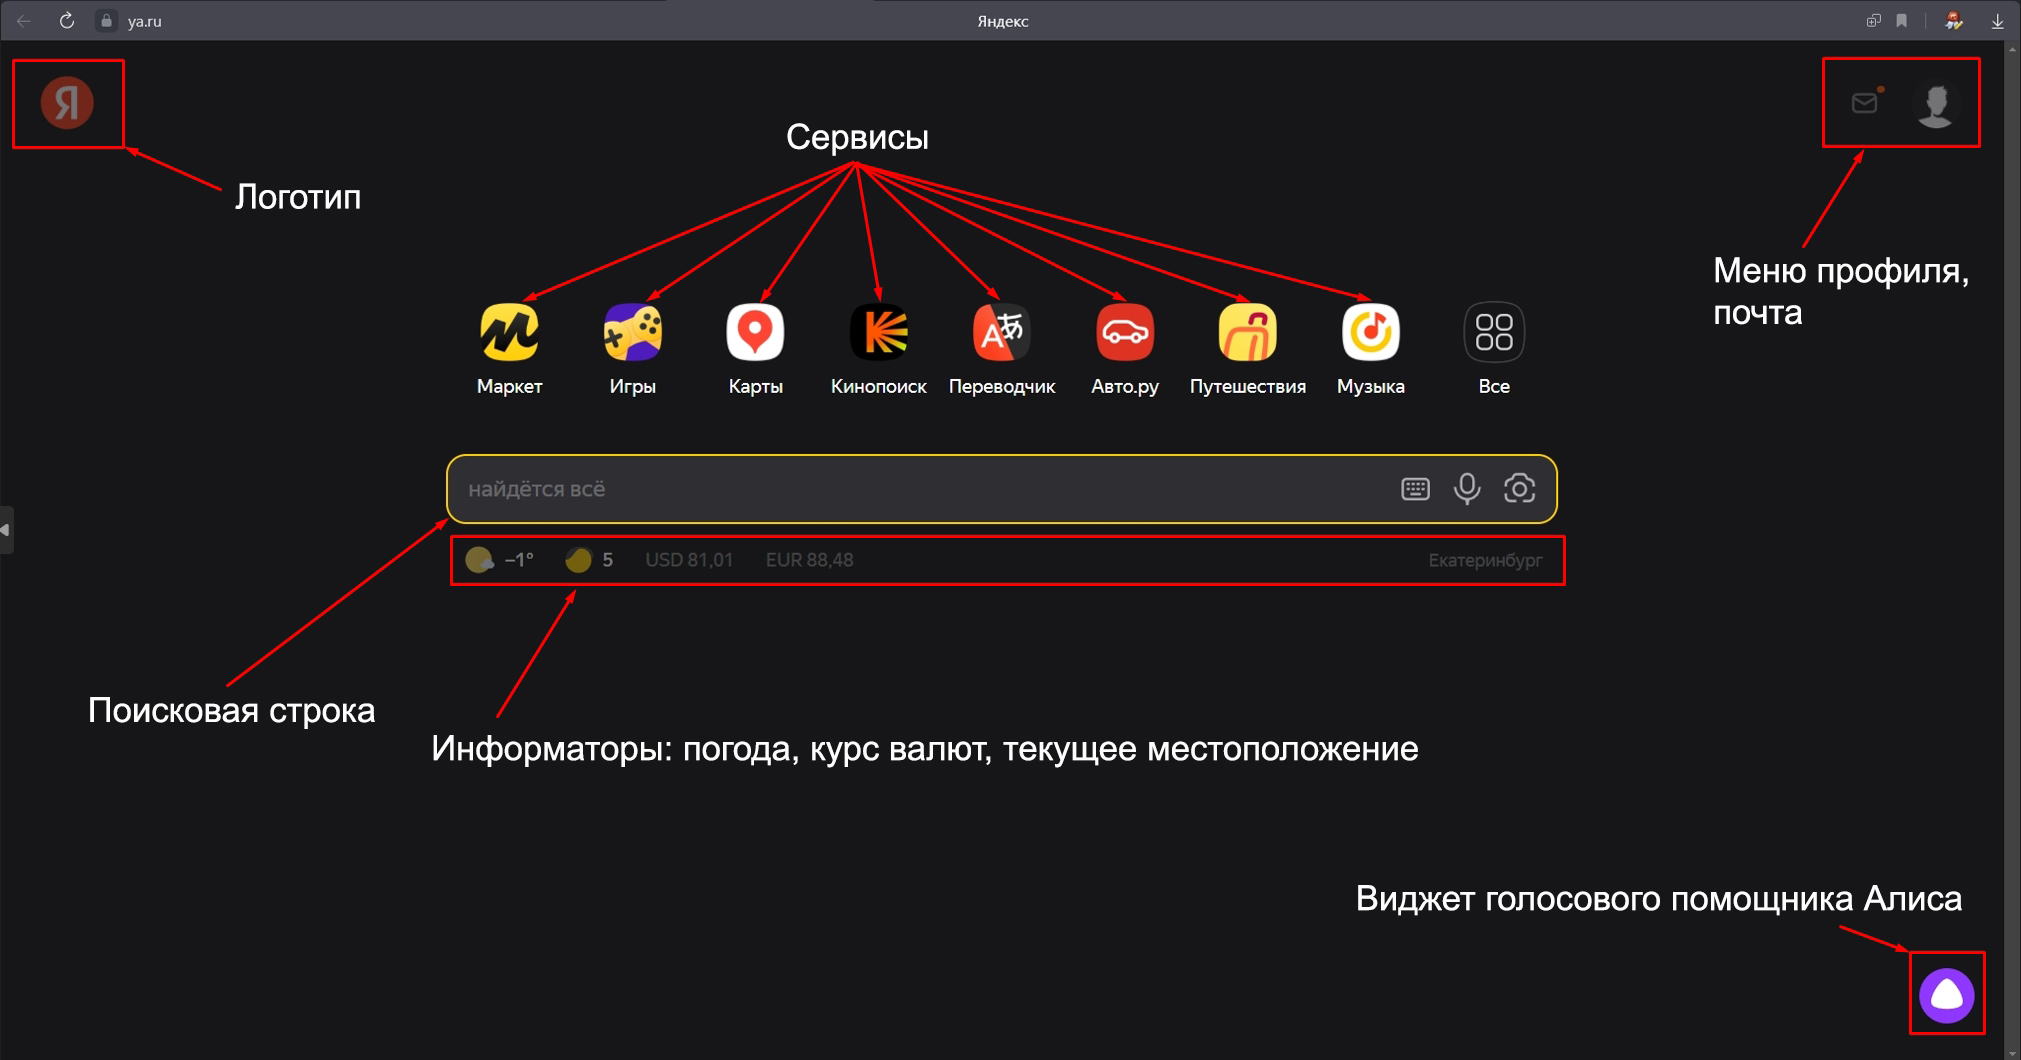 ya.ru
Яндекс
Я
Сервисы
Логотип
Меню профиля,
почта
Маркет
Игры
Карты
Кинопоиск
Переводчик
Авто.ру
Путешествия
Музыка
Все
найдётся всё
−1°
5
USD 81,01
EUR 88,48
Екатеринбург
Поисковая строка
Информаторы: погода, курс валют, текущее местоположение
Виджет голосового помощника Алиса